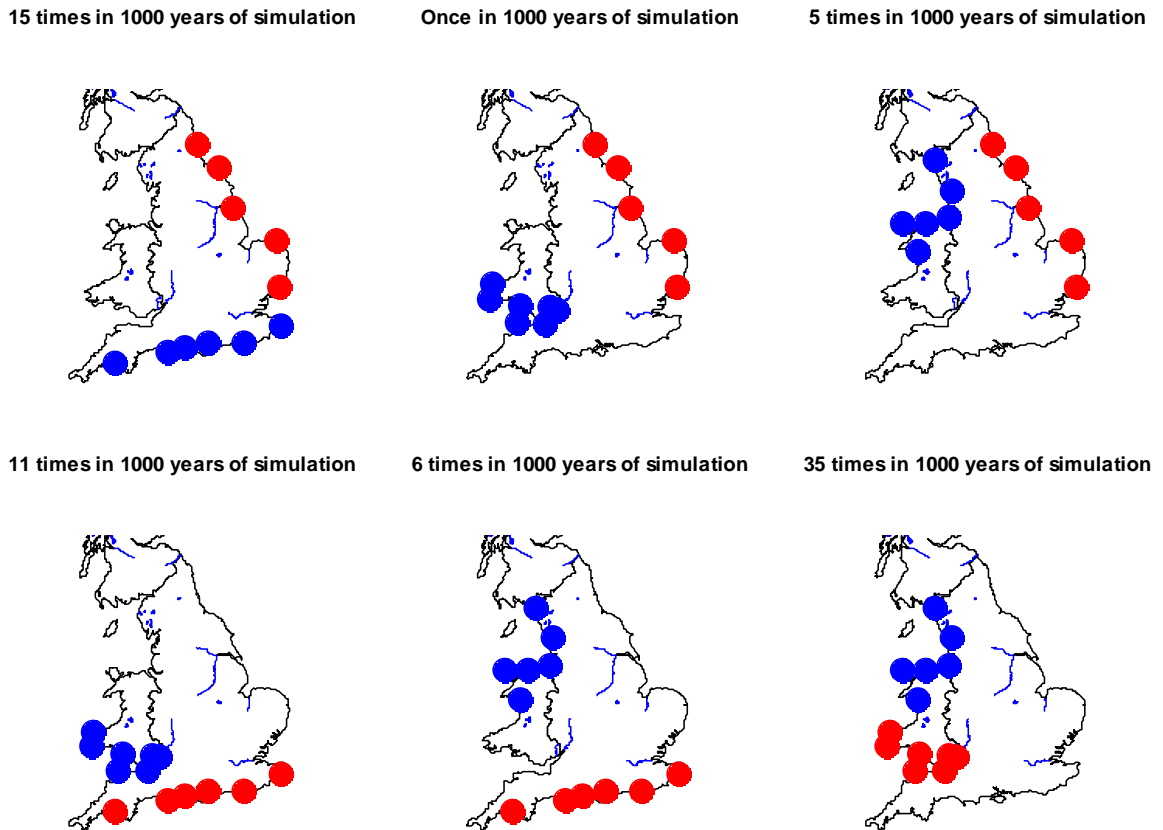 15 times in 1000 years of simulation
Once in 1000 years of simulation
5 times in 1000 years of simulation
11 times in 1000 years of simulation
6 times in 1000 years of simulation
35 times in 1000 years of simulation